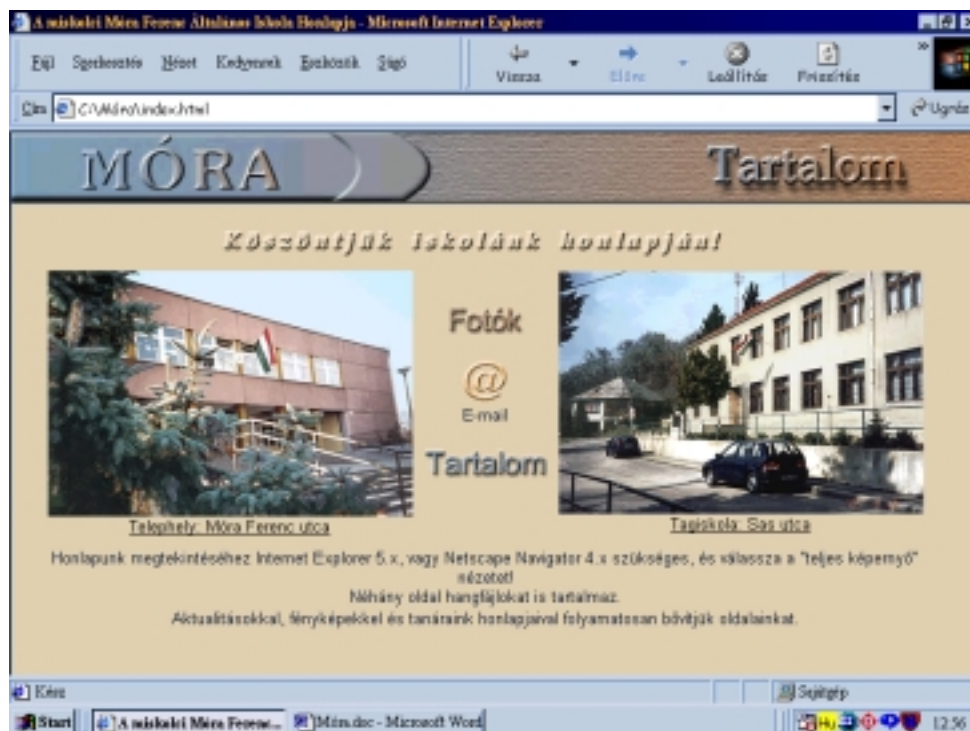 A miskolci Móra Ferenc Általános Iskola Honlapja - Microsoft Internet Explorer
Fájl Szerkesztés Nézet Kedvencek Eszközök Súgó
Vissza Előre Leállítás Frissítés »
Cím C:\Móra\index.html Ugrás
MÓRA Tartalom
Köszöntjük iskolánk honlapján!
Fotók
@
E-mail
Tartalom
Telephely: Móra Ferenc utca
Tagiskola: Sas utca
Honlapunk megtekintéséhez Internet Explorer 5.x, vagy Netscape Navigator 4.x szükséges, és válassza a "teljes képernyő"
nézetet!
Néhány oldal hangfájlokat is tartalmaz.
Aktualitásokkal, fényképekkel és tanáraink honlapjaival folyamatosan bővítjük oldalainkat.
Kész Sajátgép
Start A miskolci Móra Ferenc... Móra.doc - Microsoft Word Hu 12:56